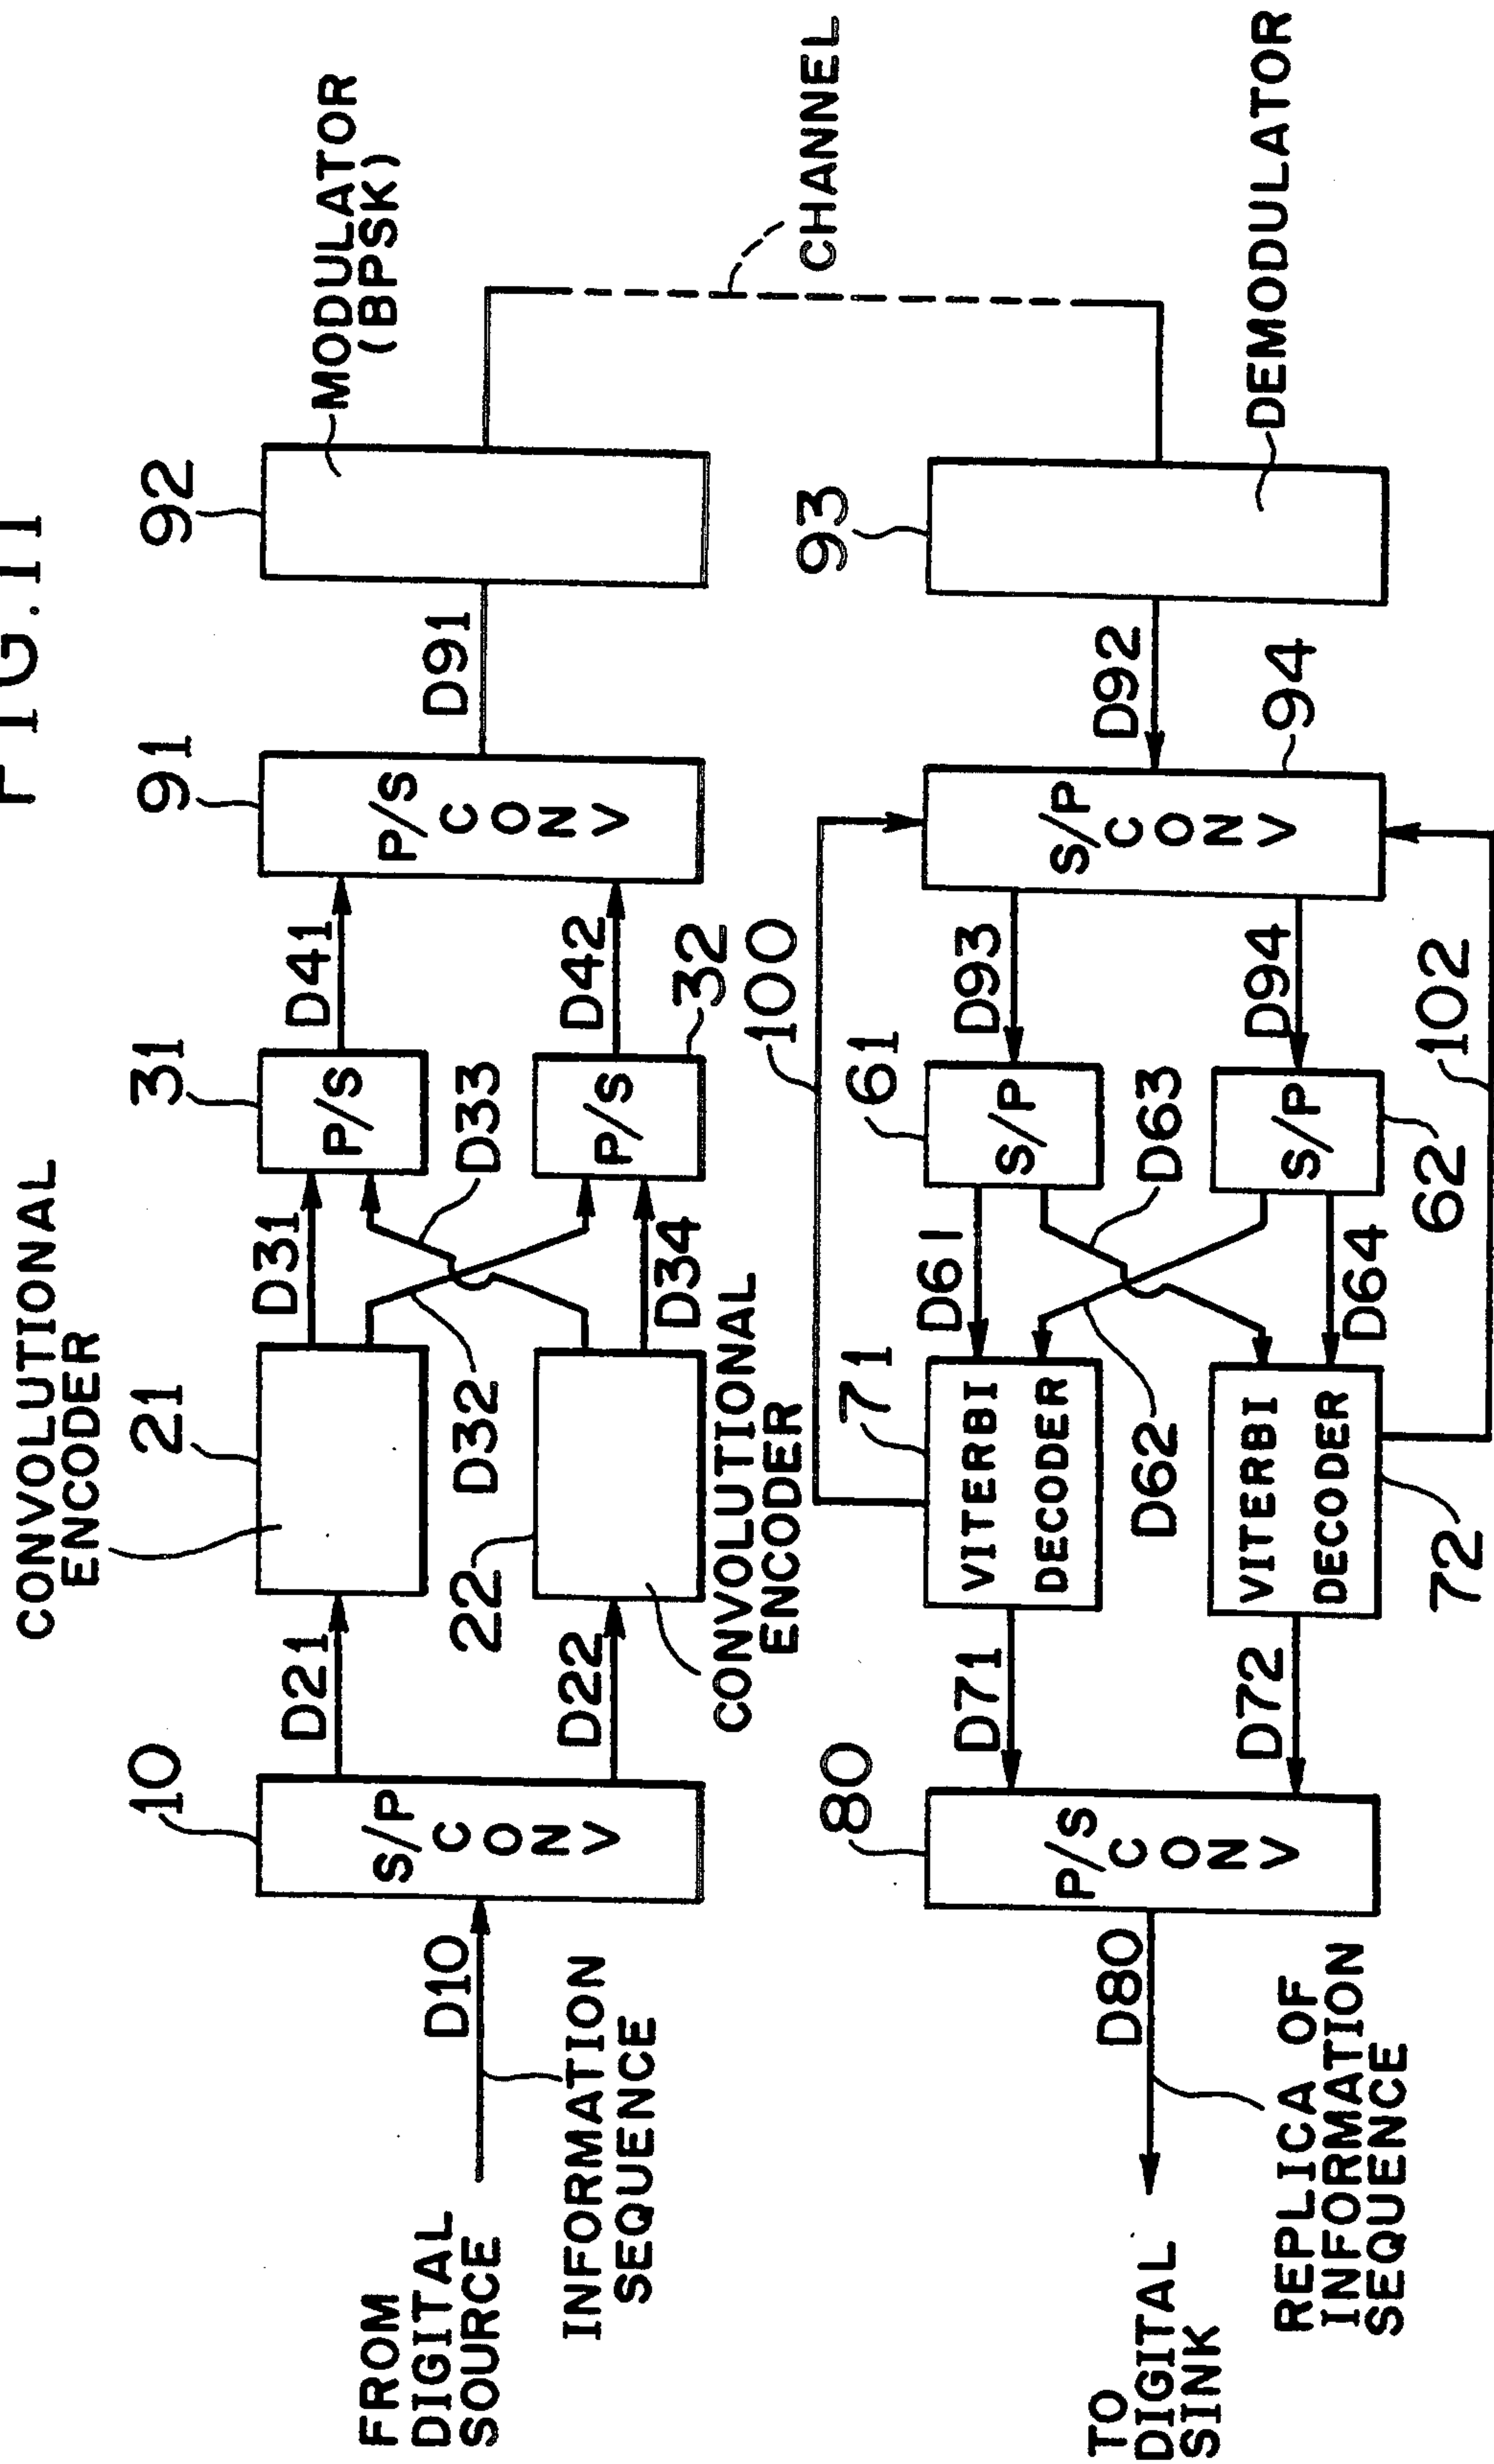 FIG.11
CONVOLUTIONAL
ENCODER
FROM
DIGITAL
SOURCE
D10
INFORMATION
SEQUENCE
10
S/P
CONV
D21
D22
21
22
CONVOLUTIONAL
ENCODER
D31
D32
D33
D34
31
P/S
32
P/S
D41
D42
91
P/S
CONV
D91
92
MODULATOR
(BPSK)
CHANNEL
93
DEMODULATOR
D92
94
S/P
CONV
100
102
D93
D94
61
S/P
62
S/P
D61
D62
D63
D64
71
VITERBI
DECODER
72
VITERBI
DECODER
D71
D72
80
P/S
CONV
D80
TO
DIGITAL
SINK
REPLICA OF
INFORMATION
SEQUENCE